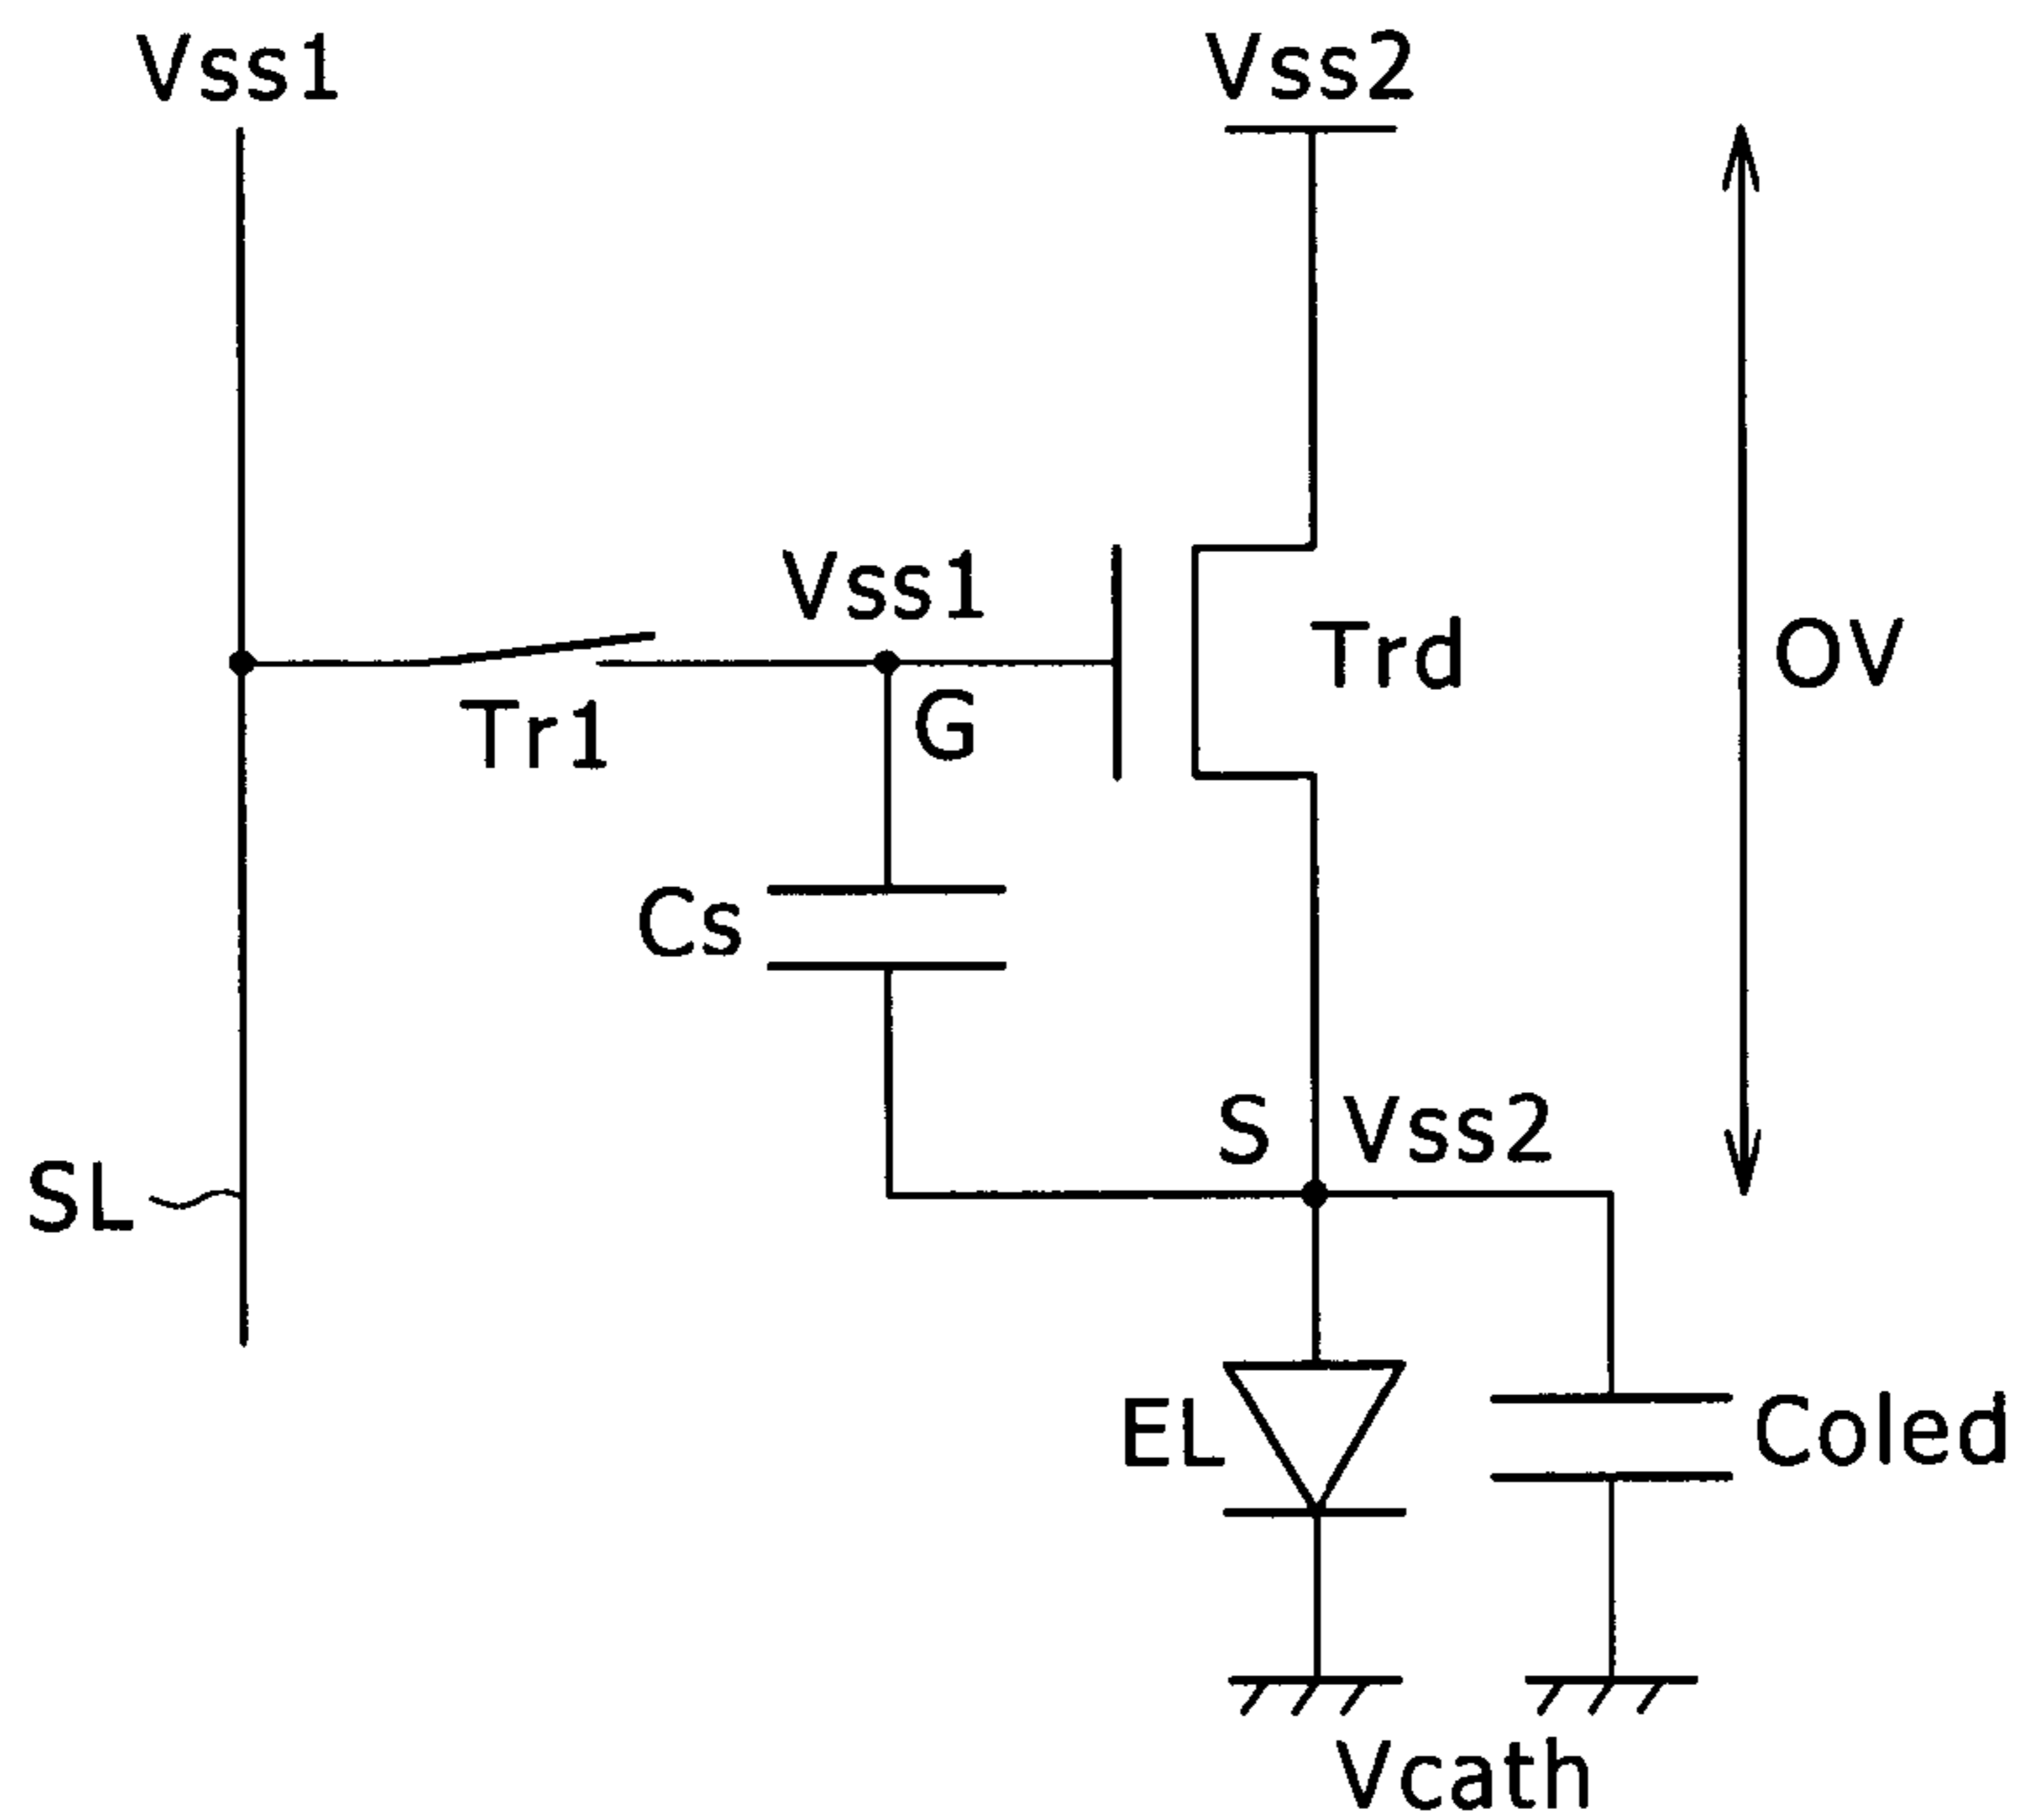 Vss1
Vss2
Vss1
Trd
OV
Tr1
G
Cs
S
Vss2
SL
EL
Coled
Vcath